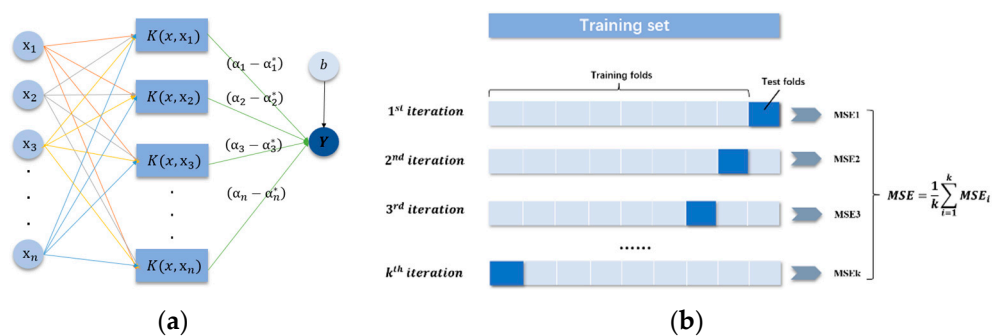 x₁
x₂
x₃
.
.
.
xₙ
K(x, x₁)
K(x, x₂)
K(x, x₃)
.
.
.
K(x, xₙ)
(α₁ − α₁*)
(α₂ − α₂*)
(α₃ − α₃*)
(αₙ − αₙ*)
b
Y
(a)
Training set
Training folds
Test folds
1ˢᵗ iteration
MSE1
2ⁿᵈ iteration
MSE2
3ʳᵈ iteration
MSE3
......
kᵗʰ iteration
MSEk
MSE = 1/k ∑ᵢ₌₁ᵏ MSEᵢ
(b)